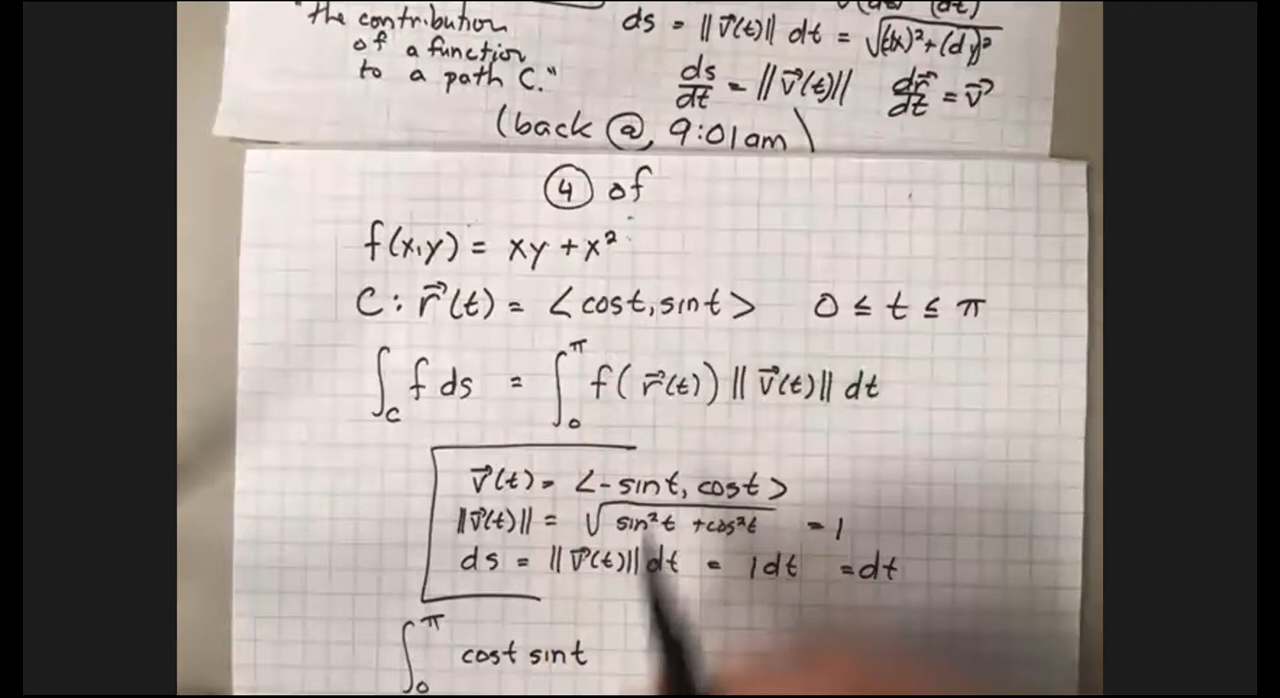 "the contribution
of a function
to a path C."
ds = ||v⃗(t)|| dt = √(dx)²+(dy)²
ds/dt = ||v⃗(t)|| dr⃗/dt = v⃗
(back @ 9:01am)
④ of
f(x,y) = xy + x²
C: r⃗(t) = <cost, sint> 0 ≤ t ≤ π
∫_C f ds = ∫₀^π f(r⃗(t)) ||v⃗(t)|| dt
v⃗(t) = <-sint, cost>
||v⃗(t)|| = √sin²t + cos²t = 1
ds = ||v⃗(t)|| dt = 1dt = dt
∫₀^π cost sint